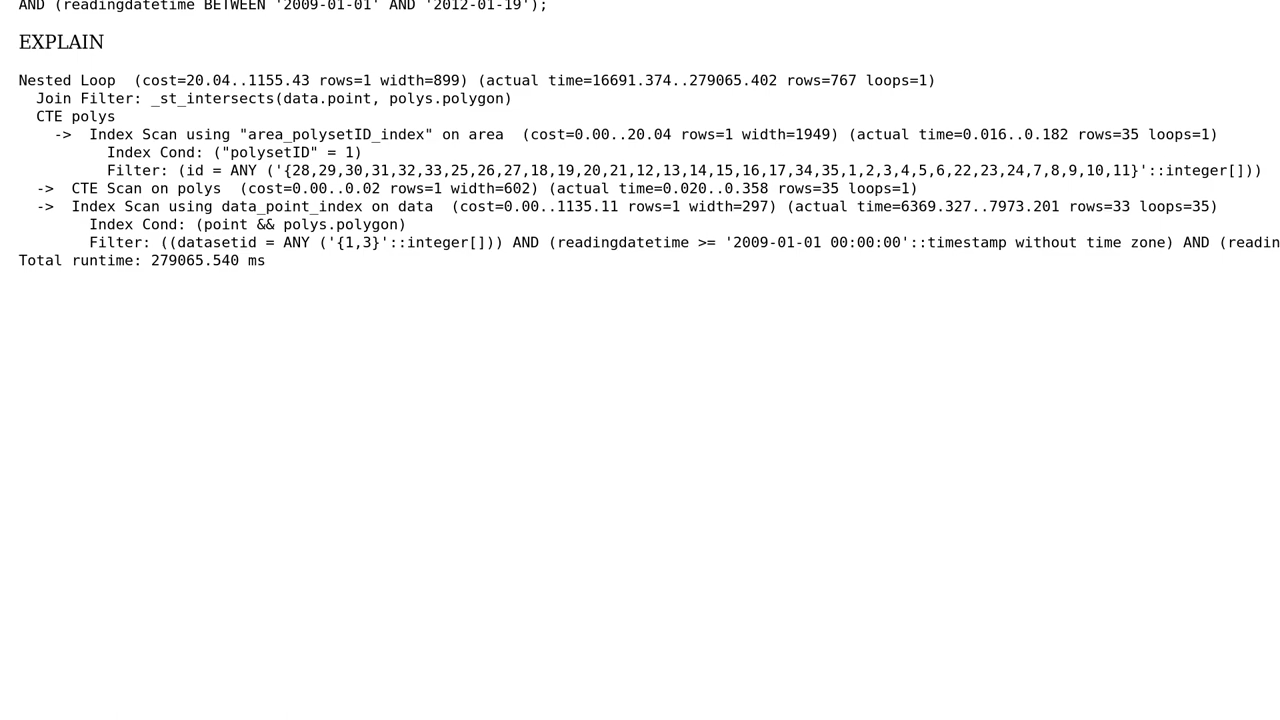 AND (readingdatetime BETWEEN '2009-01-01' AND '2012-01-19');
EXPLAIN
Nested Loop  (cost=20.04..1155.43 rows=1 width=899) (actual time=16691.374..279065.402 rows=767 loops=1)
  Join Filter: _st_intersects(data.point, polys.polygon)
  CTE polys
    ->  Index Scan using "area_polysetID_index" on area  (cost=0.00..20.04 rows=1 width=1949) (actual time=0.016..0.182 rows=35 loops=1)
          Index Cond: ("polysetID" = 1)
          Filter: (id = ANY ('{28,29,30,31,32,33,25,26,27,18,19,20,21,12,13,14,15,16,17,34,35,1,2,3,4,5,6,22,23,24,7,8,9,10,11}'::integer[]))
  ->  CTE Scan on polys  (cost=0.00..0.02 rows=1 width=602) (actual time=0.020..0.358 rows=35 loops=1)
  ->  Index Scan using data_point_index on data  (cost=0.00..1135.11 rows=1 width=297) (actual time=6369.327..7973.201 rows=33 loops=35)
        Index Cond: (point && polys.polygon)
        Filter: ((datasetid = ANY ('{1,3}'::integer[])) AND (readingdatetime >= '2009-01-01 00:00:00'::timestamp without time zone) AND (readin
Total runtime: 279065.540 ms